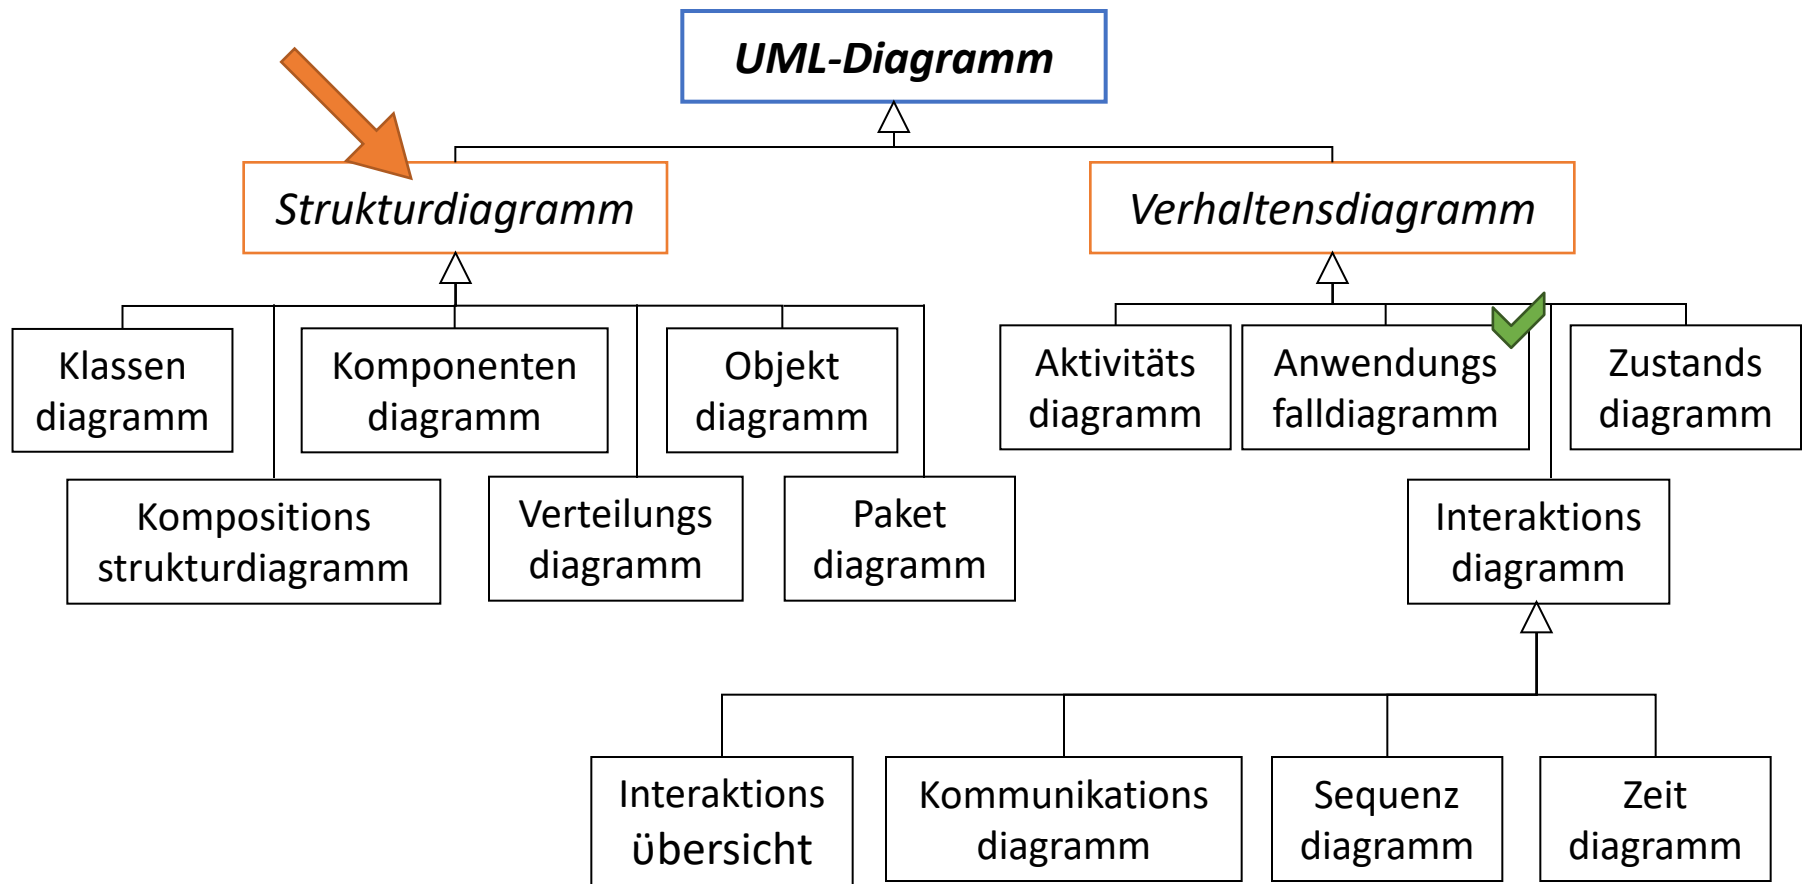 UML-Diagramm
Strukturdiagramm
Verhaltensdiagramm
Klassen
diagramm
Komponenten
diagramm
Objekt
diagramm
Aktivitäts
diagramm
Anwendungs
falldiagramm
Zustands
diagramm
Kompositions
strukturdiagramm
Verteilungs
diagramm
Paket
diagramm
Interaktions
diagramm
Interaktions
übersicht
Kommunikations
diagramm
Sequenz
diagramm
Zeit
diagramm